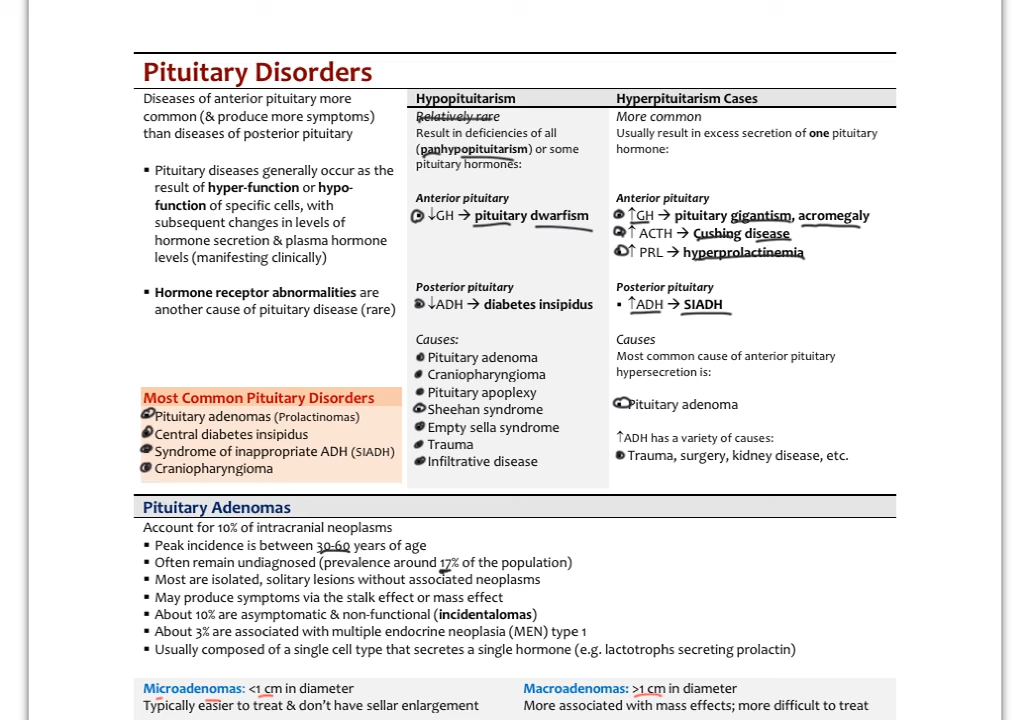 Pituitary Disorders
Diseases of anterior pituitary more
common (& produce more symptoms)
than diseases of posterior pituitary
▪ Pituitary diseases generally occur as the
result of hyper-function or hypo-
function of specific cells, with
subsequent changes in levels of
hormone secretion & plasma hormone
levels (manifesting clinically)
▪ Hormone receptor abnormalities are
another cause of pituitary disease (rare)
Most Common Pituitary Disorders
Pituitary adenomas (Prolactinomas)
Central diabetes insipidus
Syndrome of inappropriate ADH (SIADH)
Craniopharyngioma
Hypopituitarism
Relatively rare
Result in deficiencies of all
(panhypopituitarism) or some
pituitary hormones:
Anterior pituitary
↓GH → pituitary dwarfism
Posterior pituitary
↓ADH → diabetes insipidus
Causes:
Pituitary adenoma
Craniopharyngioma
Pituitary apoplexy
Sheehan syndrome
Empty sella syndrome
Trauma
Infiltrative disease
Hyperpituitarism Cases
More common
Usually result in excess secretion of one pituitary
hormone:
Anterior pituitary
↑GH → pituitary gigantism, acromegaly
↑ ACTH → Cushing disease
↑ PRL → hyperprolactinemia
Posterior pituitary
▪ ↑ADH → SIADH
Causes
Most common cause of anterior pituitary
hypersecretion is:
Pituitary adenoma
↑ADH has a variety of causes:
Trauma, surgery, kidney disease, etc.
Pituitary Adenomas
Account for 10% of intracranial neoplasms
▪ Peak incidence is between 30-60 years of age
▪ Often remain undiagnosed (prevalence around 17% of the population)
▪ Most are isolated, solitary lesions without associated neoplasms
▪ May produce symptoms via the stalk effect or mass effect
▪ About 10% are asymptomatic & non-functional (incidentalomas)
▪ About 3% are associated with multiple endocrine neoplasia (MEN) type 1
▪ Usually composed of a single cell type that secretes a single hormone (e.g. lactotrophs secreting prolactin)
Microadenomas: <1 cm in diameter
Typically easier to treat & don't have sellar enlargement
Macroadenomas: >1 cm in diameter
More associated with mass effects; more difficult to treat